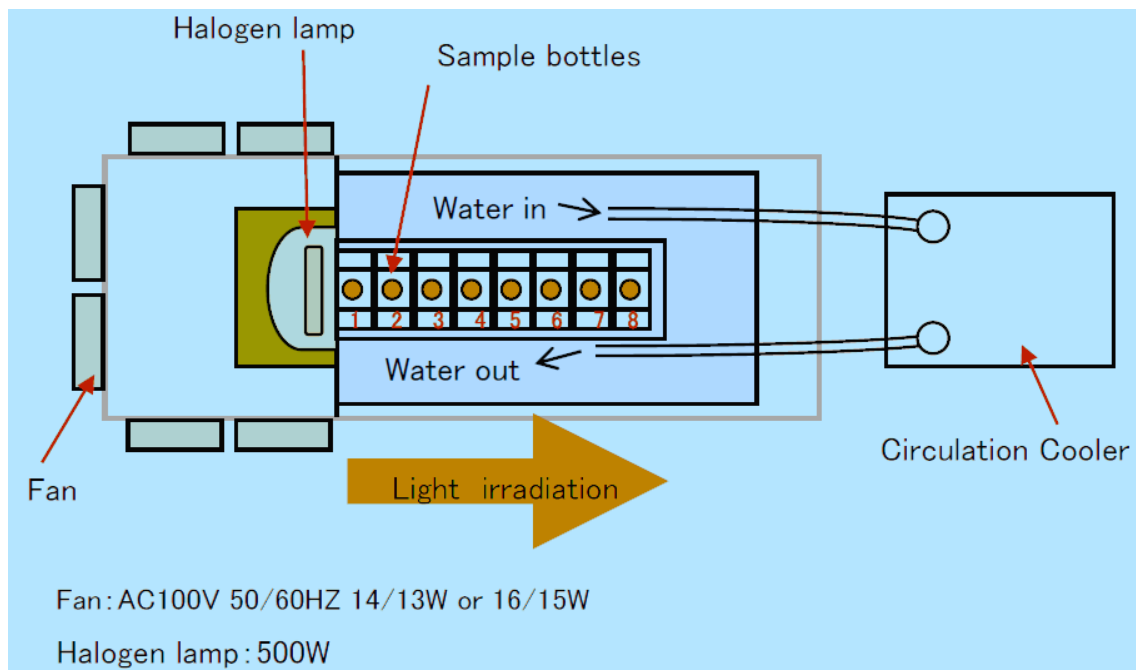 Halogen lamp
Sample bottles
Water in
1 2 3 4 5 6 7 8
Water out
Circulation Cooler
Fan
Light irradiation
Fan:AC100V 50/60HZ 14/13W or 16/15W
Halogen lamp:500W